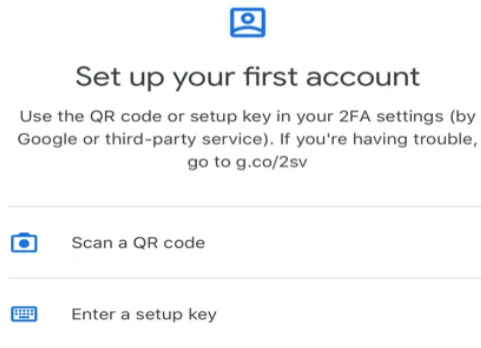 Set up your first account
Use the QR code or setup key in your 2FA settings (by
Google or third-party service). If you're having trouble,
go to g.co/2sv
Scan a QR code
Enter a setup key